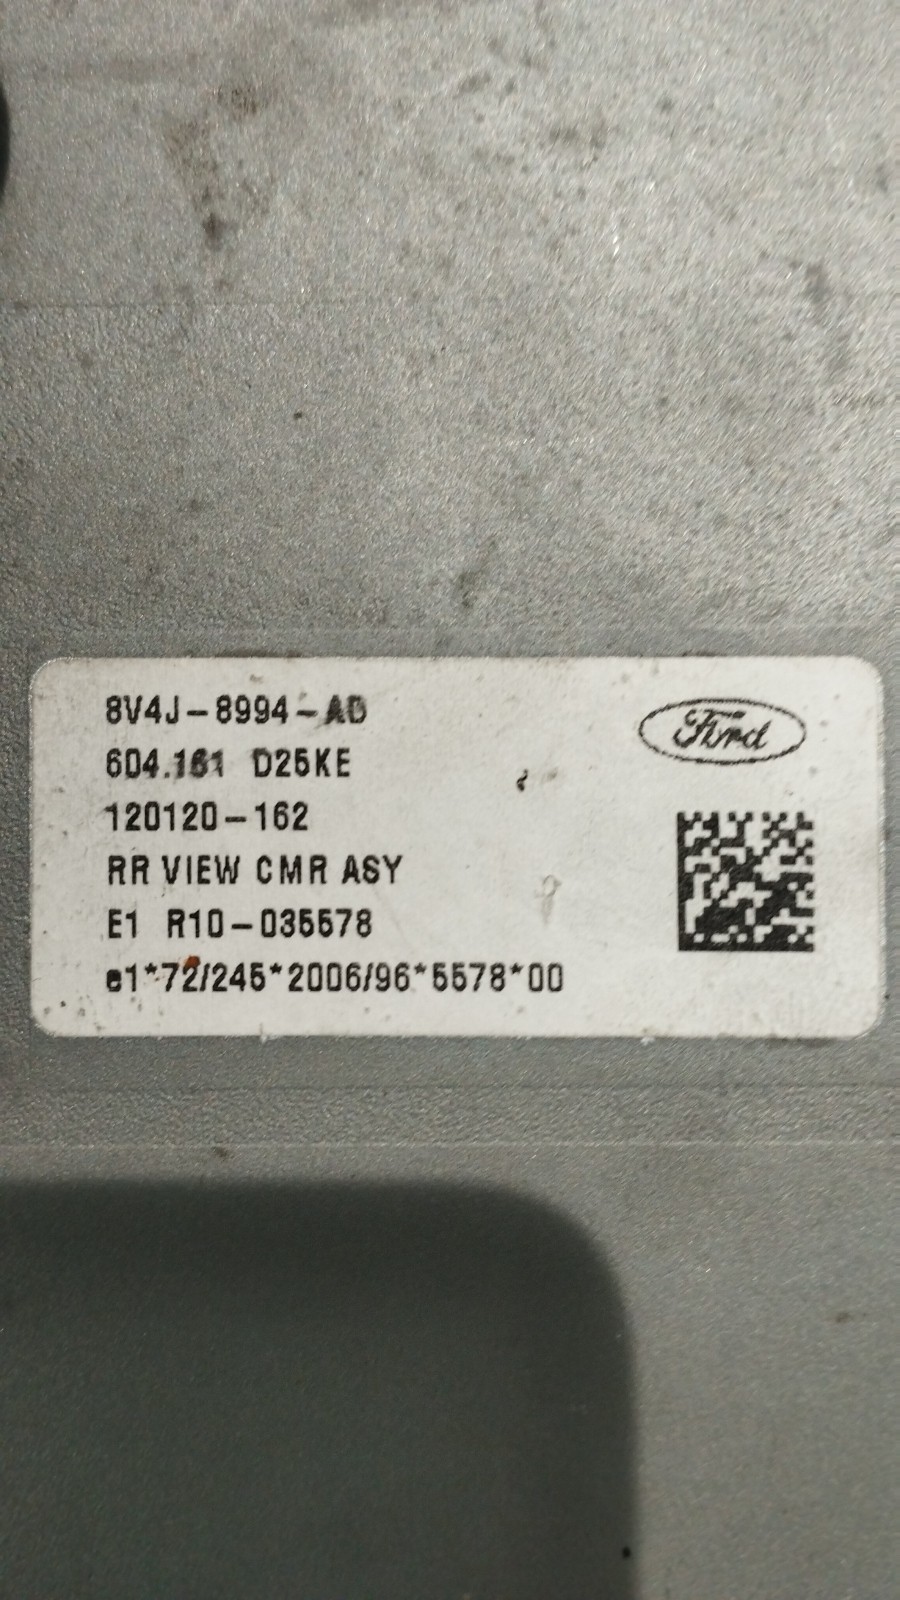 8V4J-8994-AD
Ford
604.161 D25KE
120120-162
RR VIEW CMR ASY
E1 R10-035578
e1*72/245*2006/96*5578*00